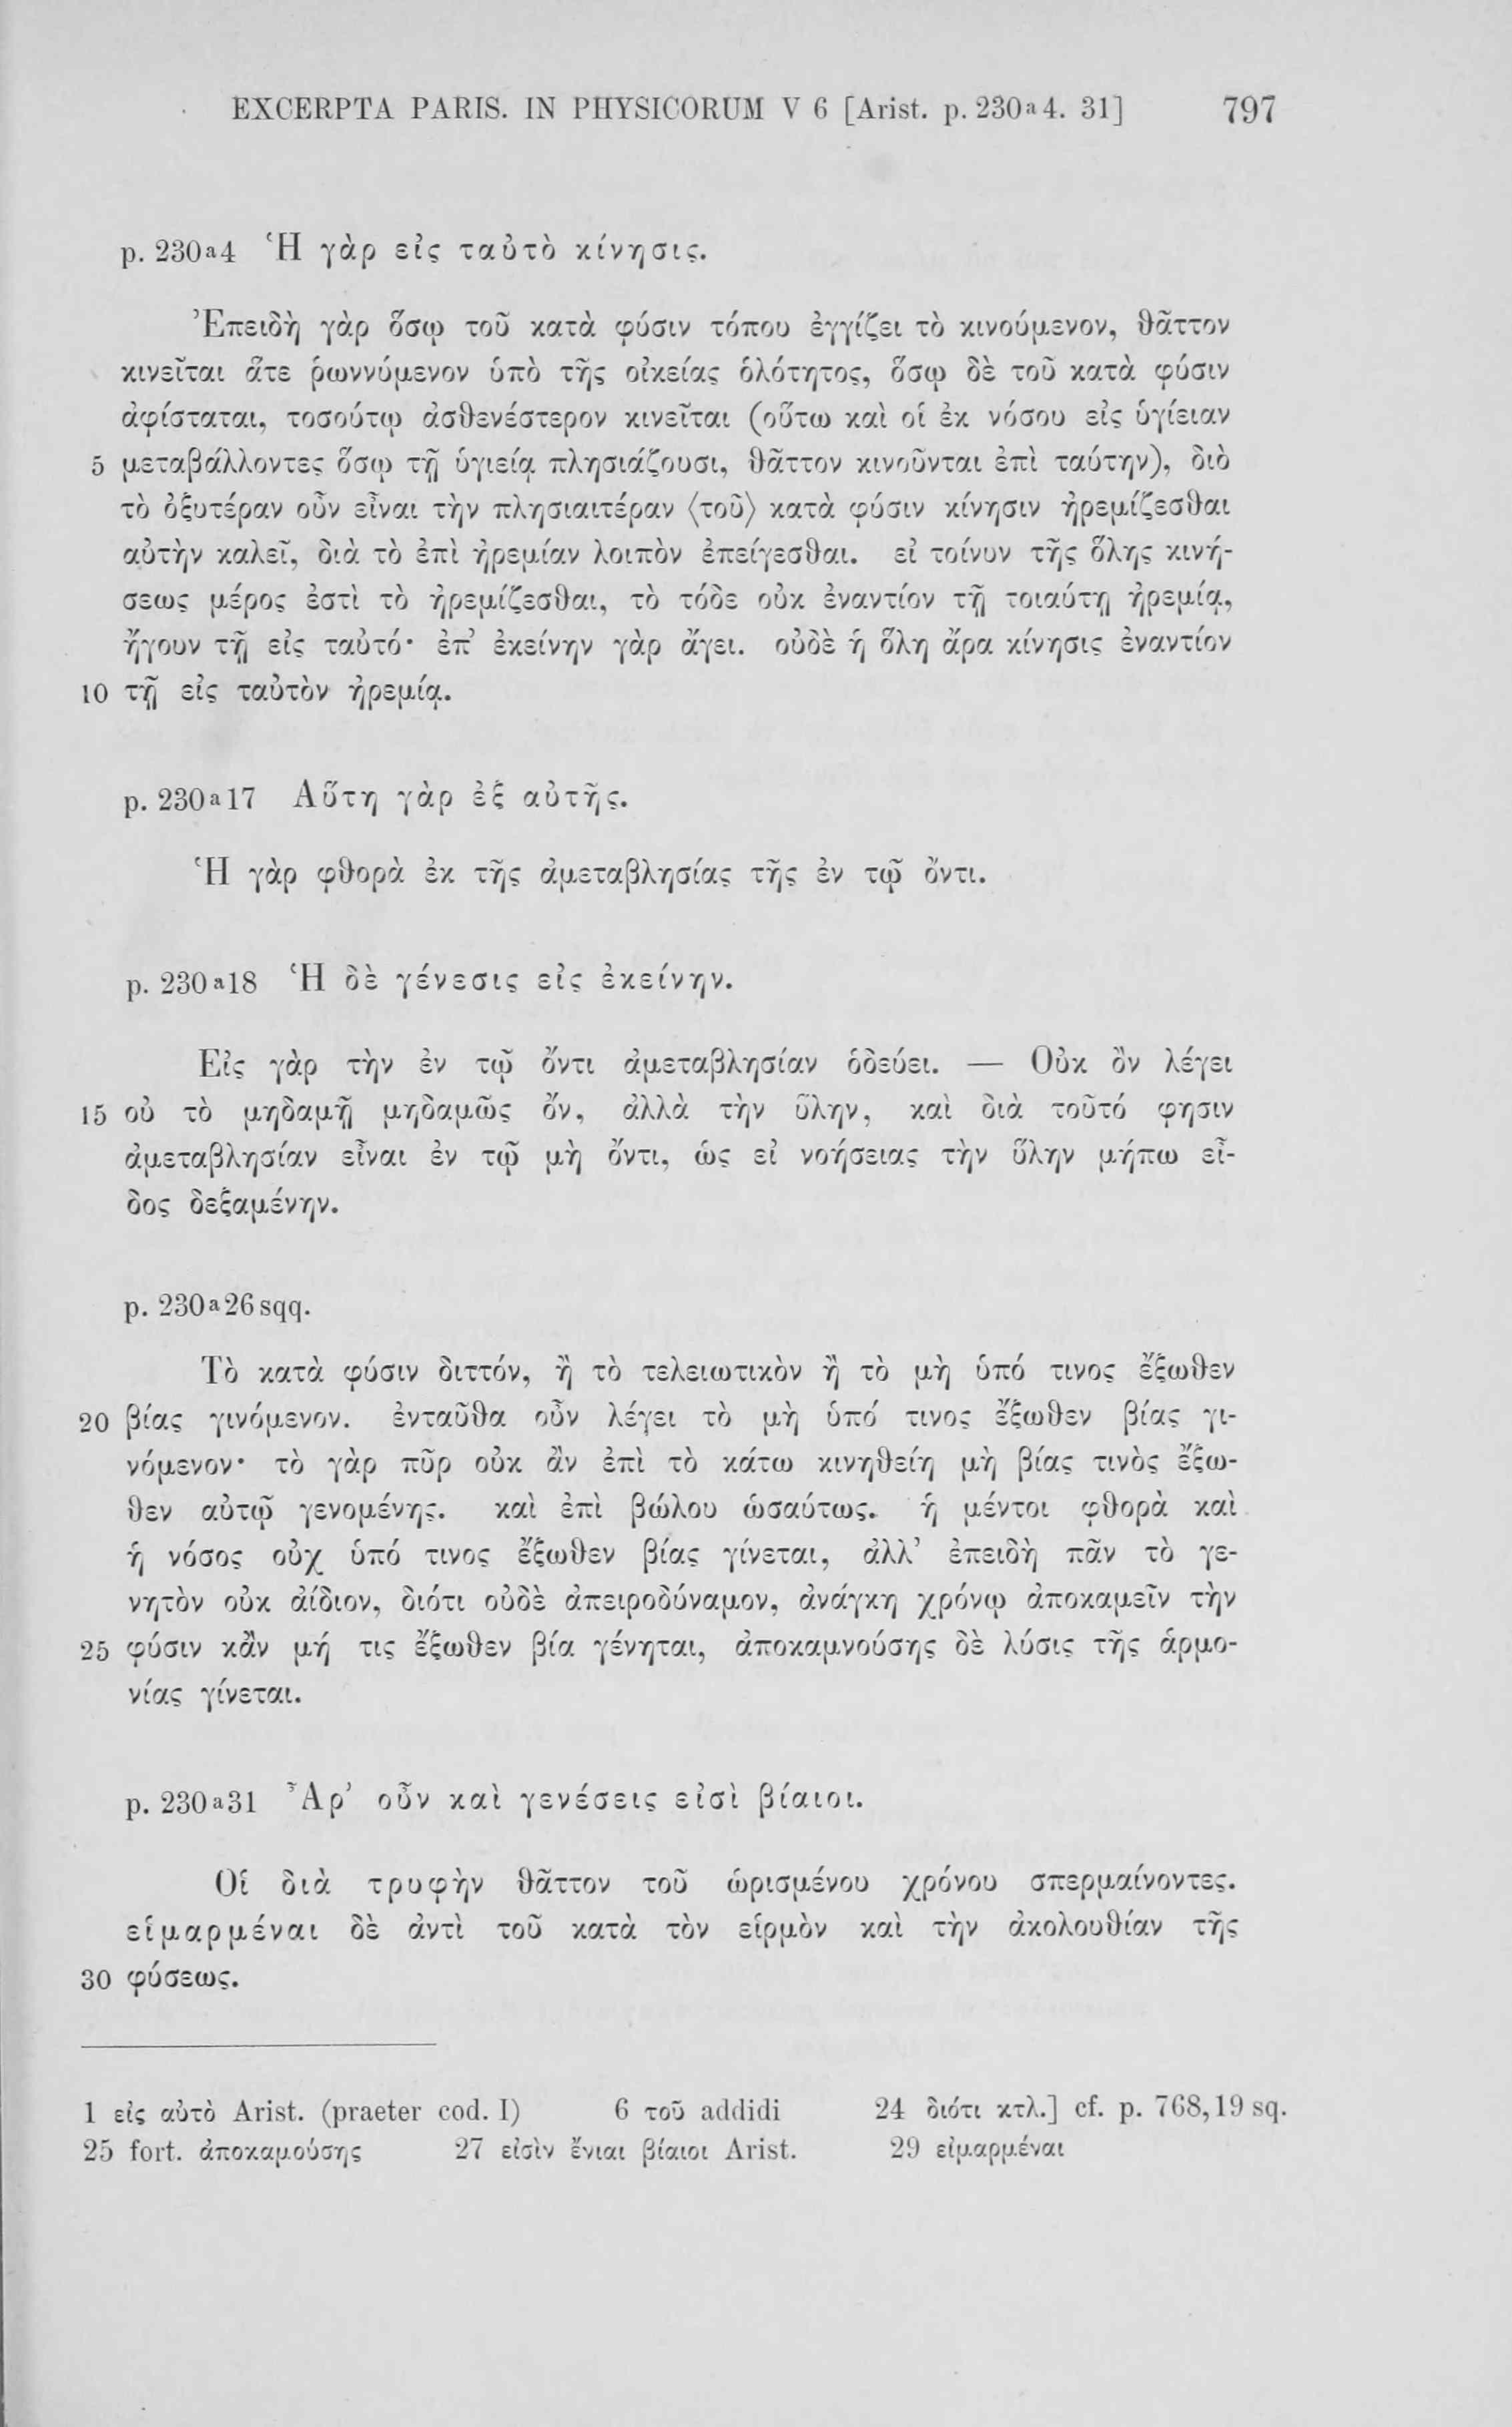 EXCERPTA PARIS. IN PHYSICORUM V 6 [Arist. p. 230a4. 31] 797
p. 230a4 Ἡ γὰρ εἰς ταὐτὸ κίνησις.
Ἐπειδὴ γὰρ ὅσῳ τοῦ κατὰ φύσιν τόπου ἐγγίζει τὸ κινούμενον, θᾶττον
κινεῖται ἅτε ῥωννύμενον ὑπὸ τῆς οἰκείας ὁλότητος, ὅσῳ δὲ τοῦ κατὰ φύσιν
ἀφίσταται, τοσούτῳ ἀσθενέστερον κινεῖται (οὕτω καὶ οἱ ἐκ νόσου εἰς ὑγίειαν
5 μεταβάλλοντες ὅσῳ τῇ ὑγιείᾳ πλησιάζουσι, θᾶττον κινοῦνται ἐπὶ ταύτην), διὸ
τὸ ὀξυτέραν οὖν εἶναι τὴν πλησιαιτέραν ⟨τοῦ⟩ κατὰ φύσιν κίνησιν ἠρεμίζεσθαι
αὐτὴν καλεῖ, διὰ τὸ ἐπὶ ἠρεμίαν λοιπὸν ἐπείγεσθαι. εἰ τοίνυν τῆς ὅλης κινή-
σεως μέρος ἐστὶ τὸ ἠρεμίζεσθαι, τὸ τόδε οὐκ ἐναντίον τῇ τοιαύτῃ ἠρεμίᾳ,
ἤγουν τῇ εἰς ταὐτό· ἐπ’ ἐκείνην γὰρ ἄγει. οὐδὲ ἡ ὅλη ἄρα κίνησις ἐναντίον
10 τῇ εἰς ταὐτὸν ἠρεμίᾳ.
p. 230a17 Αὕτη γὰρ ἐξ αὐτῆς.
Ἡ γὰρ φθορὰ ἐκ τῆς ἀμεταβλησίας τῆς ἐν τῷ ὄντι.
p. 230a18 Ἡ δὲ γένεσις εἰς ἐκείνην.
Εἰς γὰρ τὴν ἐν τῷ ὄντι ἀμεταβλησίαν ὁδεύει. — Οὐκ ὂν λέγει
15 οὐ τὸ μηδαμῇ μηδαμῶς ὄν, ἀλλὰ τὴν ὕλην, καὶ διὰ τοῦτό φησιν
ἀμεταβλησίαν εἶναι ἐν τῷ μὴ ὄντι, ὡς εἰ νοήσειας τὴν ὕλην μήπω εἶ-
δος δεξαμένην.
p. 230a26 sqq.
Τὸ κατὰ φύσιν διττόν, ἢ τὸ τελειωτικὸν ἢ τὸ μὴ ὑπό τινος ἔξωθεν
20 βίας γινόμενον. ἐνταῦθα οὖν λέγει τὸ μὴ ὑπό τινος ἔξωθεν βίας γι-
νόμενον· τὸ γὰρ πῦρ οὐκ ἂν ἐπὶ τὸ κάτω κινηθείη μὴ βίας τινὸς ἔξω-
θεν αὐτῷ γενομένης. καὶ ἐπὶ βώλου ὡσαύτως. ἡ μέντοι φθορὰ καὶ
ἡ νόσος οὐχ ὑπό τινος ἔξωθεν βίας γίνεται, ἀλλ’ ἐπειδὴ πᾶν τὸ γε-
νητὸν οὐκ ἀίδιον, διότι οὐδὲ ἀπειροδύναμον, ἀνάγκη χρόνῳ ἀποκαμεῖν τὴν
25 φύσιν κἂν μή τις ἔξωθεν βία γένηται, ἀποκαμνούσης δὲ λύσις τῆς ἁρμο-
νίας γίνεται.
p. 230a31 Ἆρ’ οὖν καὶ γενέσεις εἰσὶ βίαιοι.
Οἱ διὰ τρυφὴν θᾶττον τοῦ ὡρισμένου χρόνου σπερμαίνοντες.
εἱμαρμέναι δὲ ἀντὶ τοῦ κατὰ τὸν εἱρμὸν καὶ τὴν ἀκολουθίαν τῆς
30 φύσεως.
1 εἰς αὐτὸ Arist. (praeter cod. I) 6 τοῦ addidi 24 διότι κτλ.] cf. p. 768,19 sq.
25 fort. ἀποκαμούσης 27 εἰσὶν ἔνιαι βίαιοι Arist. 29 εἰμαρμέναι